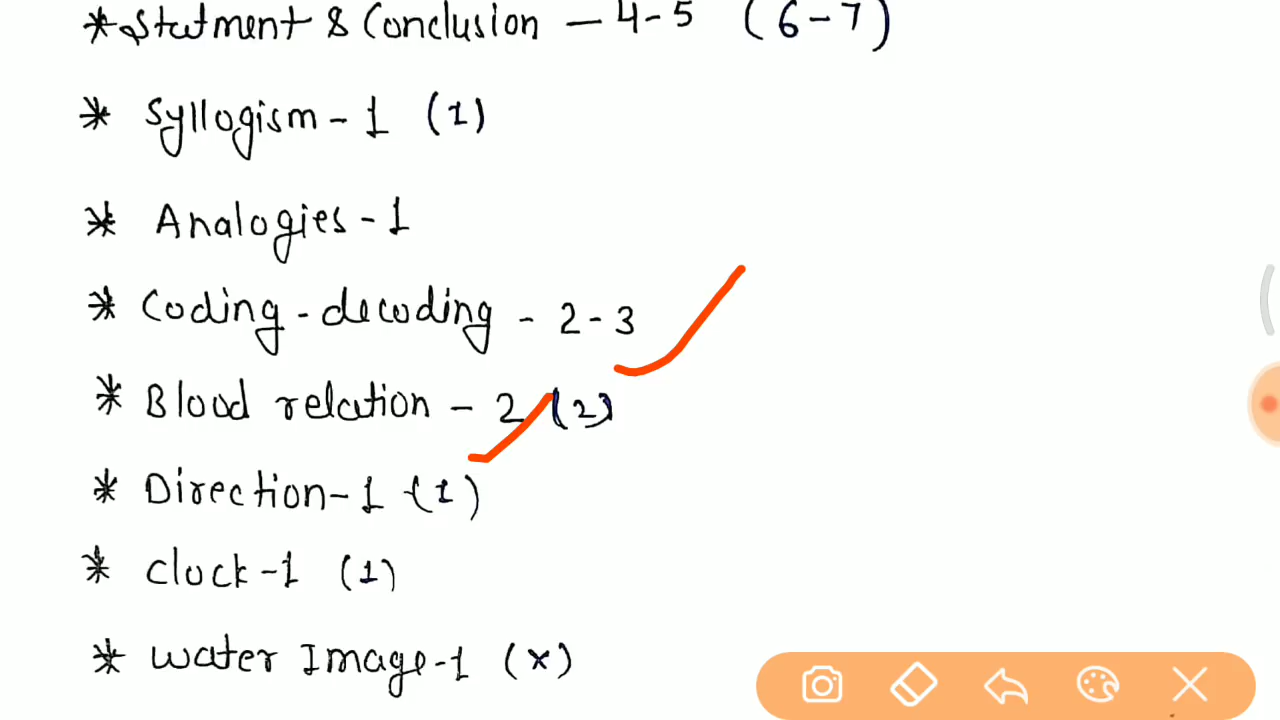 * Statment & Conclusion - 4-5 (6-7)
* Syllogism - 1 (1)
* Analogies - 1
* Coding - decoding - 2-3
* Blood relation - 2 (2)
* Direction - 1 (1)
* Clock - 1 (1)
* Water Image - 1 (x)